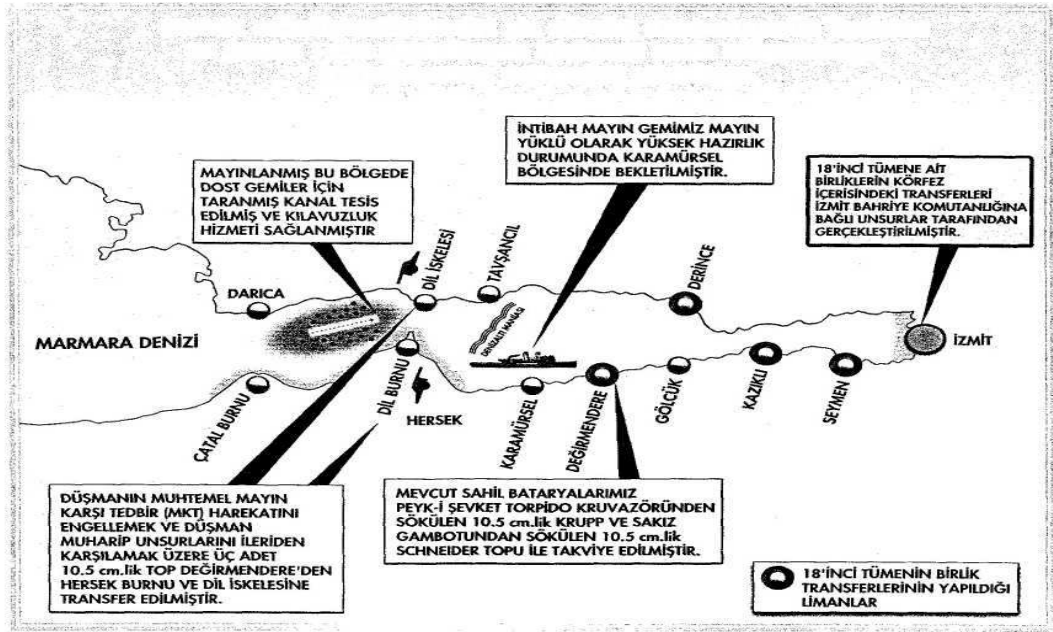 İNTİBAH MAYIN GEMİMİZ MAYIN
YÜKLÜ OLARAK YÜKSEK HAZIRLIK
DURUMUNDA KARAMÜRSEL
BÖLGESİNDE BEKLETİLMİŞTİR.
MAYINLANMIŞ BU BÖLGEDE
DOST GEMİLER İÇİN
TARANMIŞ KANAL TESİS
EDİLMİŞ VE KILAVUZLUK
HİZMETİ SAĞLANMIŞTIR
18'İNCİ TÜMENE AİT
BİRLİKLERİN KÖRFEZ
İÇERİSİNDEKİ TRANSFERLERİ
İZMİT BAHRİYE KOMUTANLIĞINA
BAĞLI UNSURLAR TARAFINDAN
GERÇEKLEŞTİRİLMİŞTİR.
DARICA
DİL İSKELESİ
TAVŞANCIL
DERİNCE
MARMARA DENİZİ
DENİZALTI MANİASI
İZMİT
ÇATAL BURNU
DİL BURNU
HERSEK
KARAMÜRSEL
DEĞİRMENDERE
GÖLCÜK
KAZIKLI
SEYMEN
DÜŞMANIN MUHTEMEL MAYIN
KARŞI TEDBİR (MKT) HAREKATINI
ENGELLEMEK VE DÜŞMAN
MUHARİP UNSURLARINI İLERİDEN
KARŞILAMAK ÜZERE ÜÇ ADET
10.5 cm.lik TOP DEĞİRMENDERE'DEN
HERSEK BURNU VE DİL İSKELESİNE
TRANSFER EDİLMİŞTİR.
MEVCUT SAHİL BATARYALARIMIZ
PEYK-İ ŞEVKET TORPİDO KRUVAZÖRÜNDEN
SÖKÜLEN 10.5 cm.lik KRUPP VE SAKIZ
GAMBOTUNDAN SÖKÜLEN 10.5 cm.lik
SCHNEIDER TOPU İLE TAKVİYE EDİLMİŞTİR.
18'İNCİ TÜMENİN BİRLİK
TRANSFERLERİNİN YAPILDIĞI
LİMANLAR